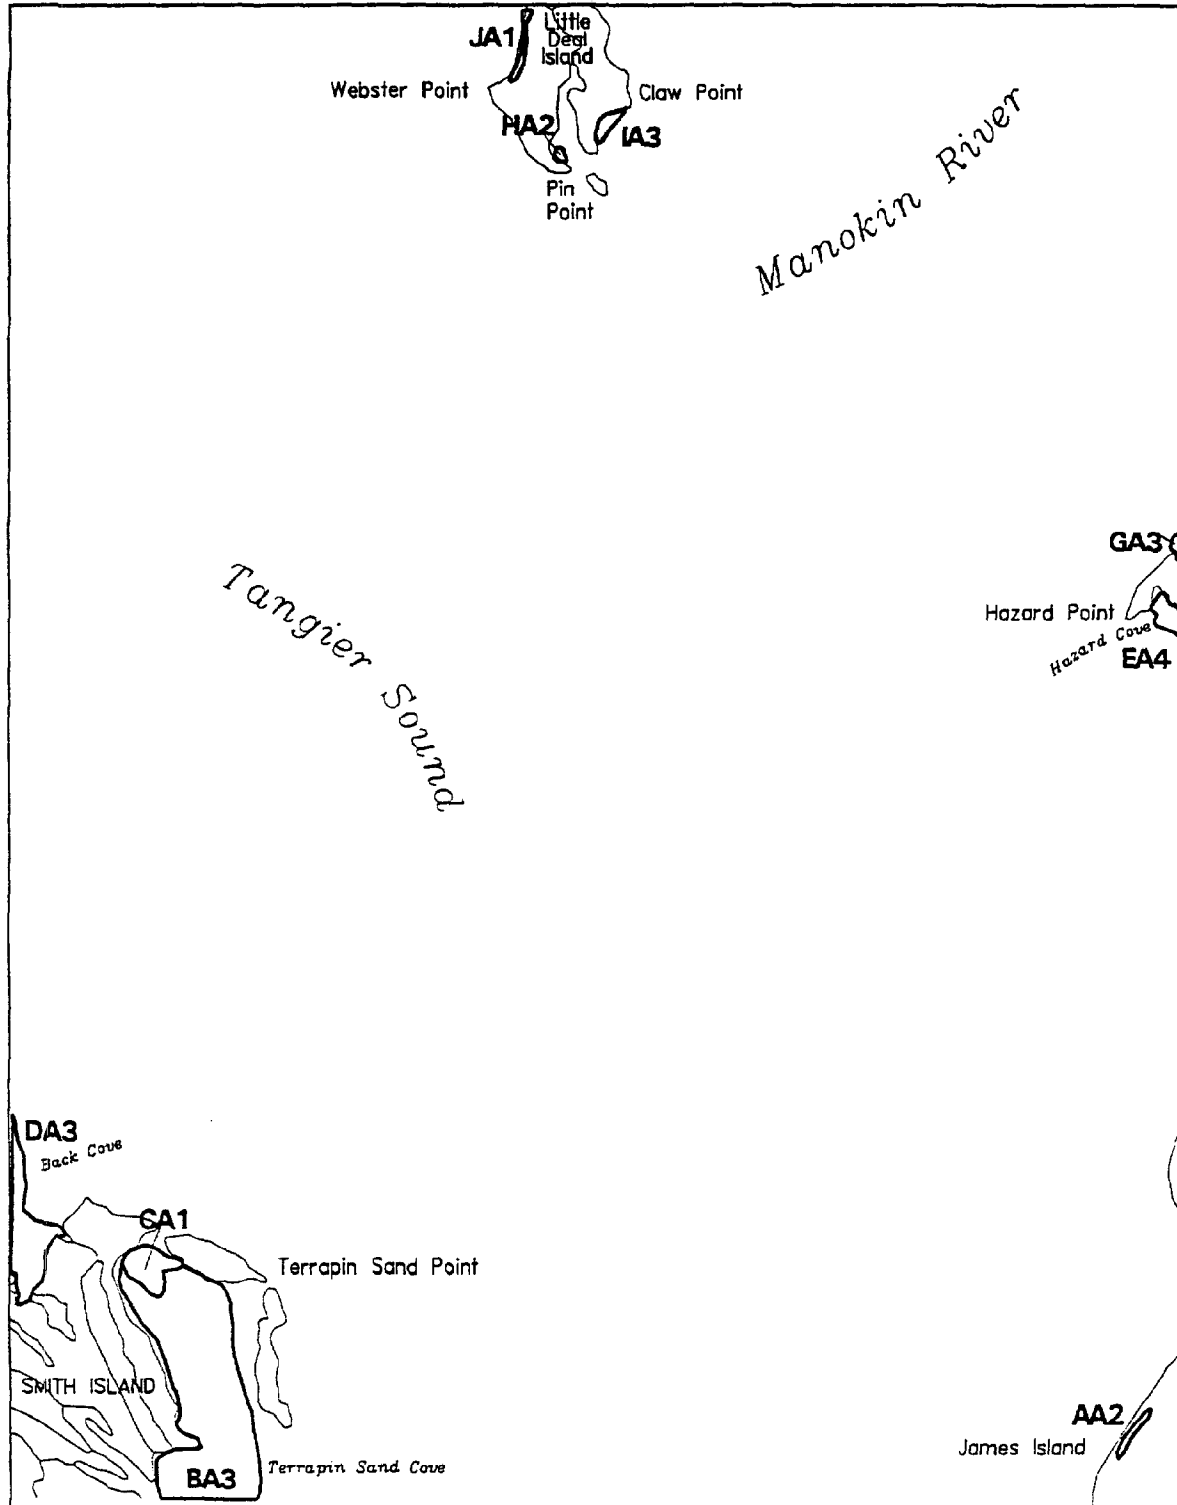 Little
Deal
Island
JA1
Webster Point
Claw Point
HA2
IA3
Pin
Point
Manokin River
GA3
Tangier Sound
Hazard Point
Hazard Cove
EA4
DA3
Back Cove
CA1
Terrapin Sand Point
SMITH ISLAND
AA2
James Island
BA3
Terrapin Sand Cove